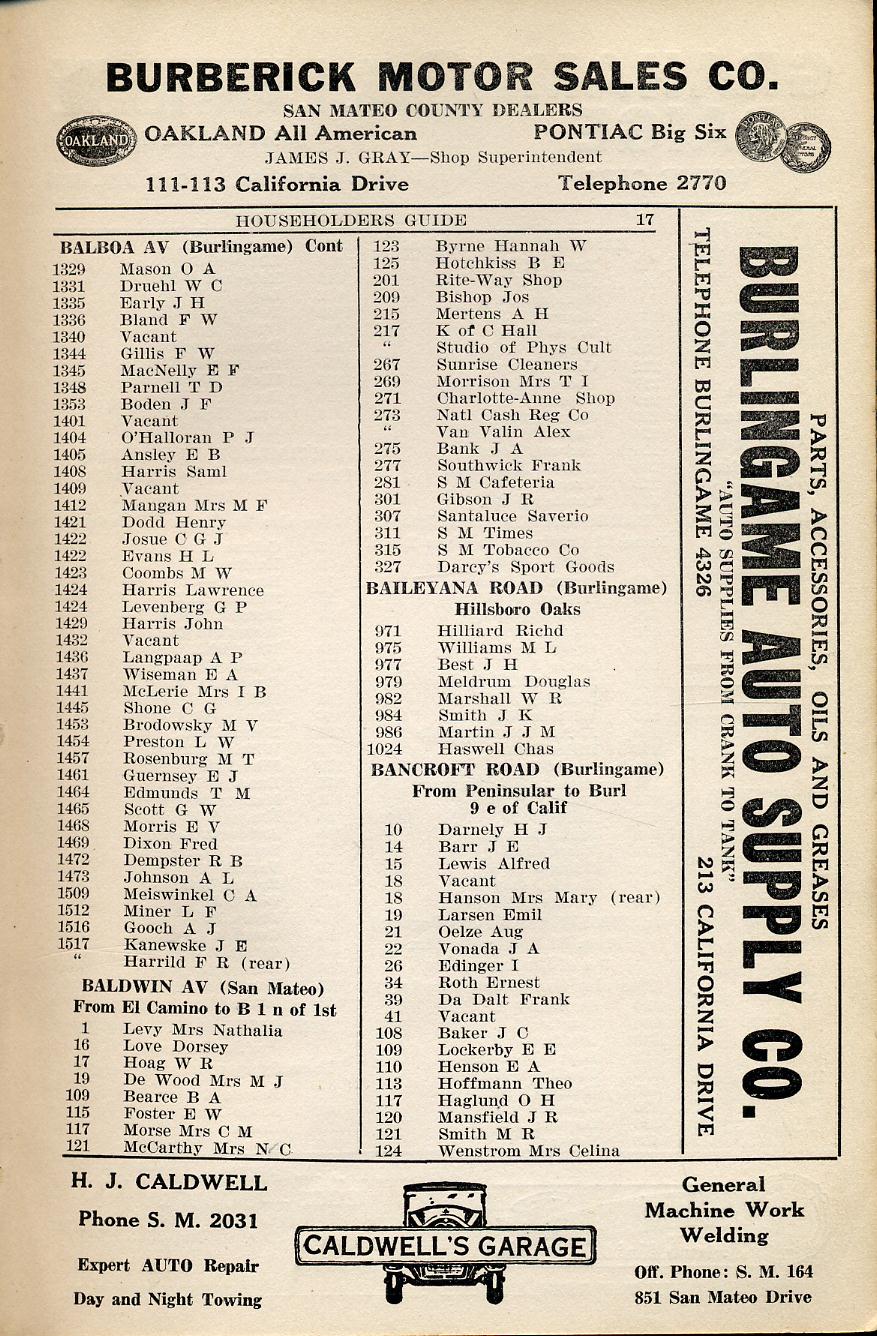 BURBERICK MOTOR SALES CO.
SAN MATEO COUNTY DEALERS
OAKLAND
OAKLAND All American PONTIAC Big Six
PONTIAC
JAMES J. GRAY—Shop Superintendent
111-113 California Drive Telephone 2770
HOUSEHOLDERS GUIDE 17
BALBOA AV (Burlingame) Cont
1329 Mason O A
1331 Druehl W C
1335 Early J H
1336 Bland F W
1340 Vacant
1344 Gillis F W
1345 MacNelly E F
1348 Parnell T D
1353 Boden J F
1401 Vacant
1404 O'Halloran P J
1405 Ansley E B
1408 Harris Saml
1409 Vacant
1412 Mangan Mrs M F
1421 Dodd Henry
1422 Josue C G J
1422 Evans H L
1423 Coombs M W
1424 Harris Lawrence
1424 Levenberg G P
1429 Harris John
1432 Vacant
1436 Langpaap A P
1437 Wiseman E A
1441 McLerie Mrs I B
1445 Shone C G
1453 Brodowsky M V
1454 Preston L W
1457 Rosenburg M T
1461 Guernsey E J
1464 Edmunds T M
1465 Scott G W
1468 Morris E V
1469 Dixon Fred
1472 Dempster R B
1473 Johnson A L
1509 Meiswinkel C A
1512 Miner L F
1516 Gooch A J
1517 Kanewske J E
" Harrild F R (rear)
BALDWIN AV (San Mateo)
From El Camino to B 1 n of 1st
1 Levy Mrs Nathalia
16 Love Dorsey
17 Hoag W R
19 De Wood Mrs M J
109 Bearce B A
115 Foster E W
117 Morse Mrs C M
121 McCarthy Mrs N C
123 Byrne Hannah W
125 Hotchkiss B E
201 Rite-Way Shop
209 Bishop Jos
215 Mertens A H
217 K of C Hall
" Studio of Phys Cult
267 Sunrise Cleaners
269 Morrison Mrs T I
271 Charlotte-Anne Shop
273 Natl Cash Reg Co
" Van Valin Alex
275 Bank J A
277 Southwick Frank
281 S M Cafeteria
301 Gibson J R
307 Santaluce Saverio
311 S M Times
315 S M Tobacco Co
327 Darcy's Sport Goods
BAILEYANA ROAD (Burlingame)
Hillsboro Oaks
971 Hilliard Richd
975 Williams M L
977 Best J H
979 Meldrum Douglas
982 Marshall W R
984 Smith J K
986 Martin J J M
1024 Haswell Chas
BANCROFT ROAD (Burlingame)
From Peninsular to Burl
9 e of Calif
10 Darnely H J
14 Barr J E
15 Lewis Alfred
18 Vacant
18 Hanson Mrs Mary (rear)
19 Larsen Emil
21 Oelze Aug
22 Vonada J A
26 Edinger I
34 Roth Ernest
39 Da Dalt Frank
41 Vacant
108 Baker J C
109 Lockerby E E
110 Henson E A
113 Hoffmann Theo
117 Haglund O H
120 Mansfield J R
121 Smith M R
124 Wenstrom Mrs Celina
PARTS, ACCESSORIES, OILS AND GREASES
BURLINGAME AUTO SUPPLY CO.
"AUTO SUPPLIES FROM CRANK TO TANK"
TELEPHONE BURLINGAME 4326 213 CALIFORNIA DRIVE
H. J. CALDWELL
Phone S. M. 2031
Expert AUTO Repair
Day and Night Towing
CALDWELL'S GARAGE
General
Machine Work
Welding
Off. Phone: S. M. 164
851 San Mateo Drive